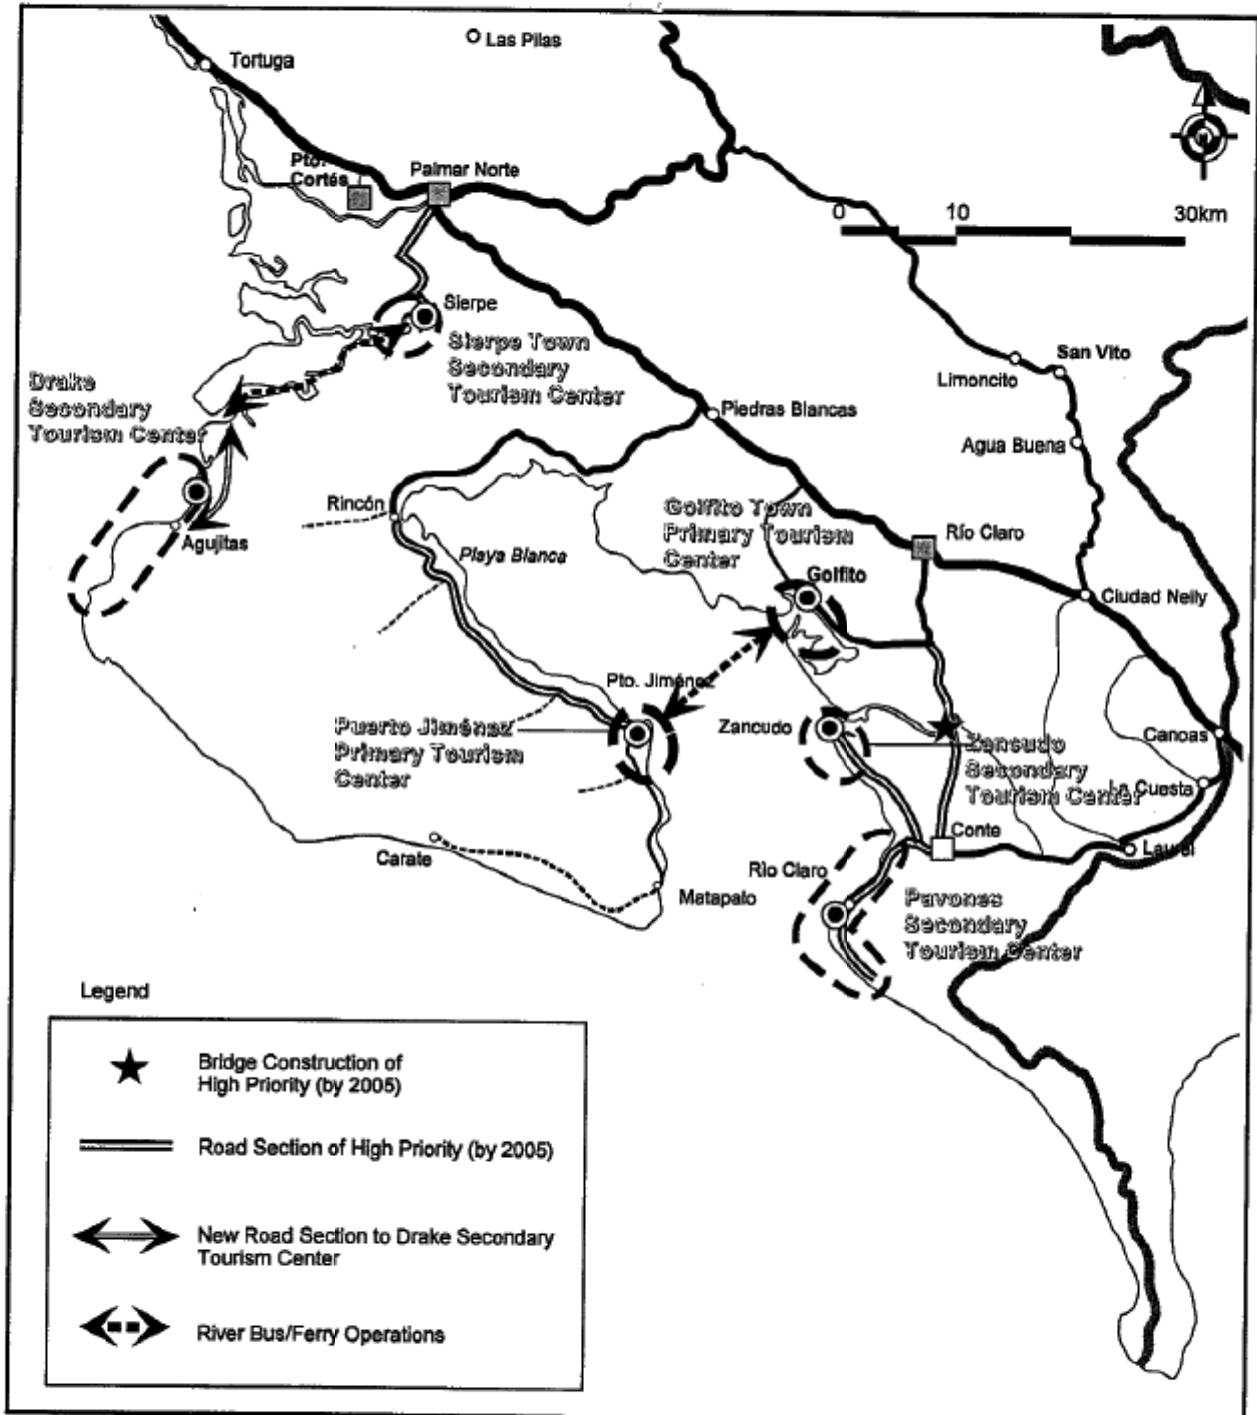 Las Pilas
Tortuga
Pto.
Cortés
Palmar Norte
0 10 30km
N
Sierpe
Sierpe Town
Secondary
Tourism Center
Drake
Secondary
Tourism Center
San Vito
Limoncito
Piedras Blancas
Agua Buena
Rincón
Golfito Town
Primary Tourism
Center
Río Claro
Agujitas
Playa Blanca
Golfito
Ciudad Nelly
Pto. Jiménez
Puerto Jiménez
Primary Tourism
Center
Zancudo
Zancudo
Secondary
Tourism Center
Canoas
La Cuesta
Conte
Laurel
Carate
Río Claro
Matapalo
Pavones
Secondary
Tourism Center
Legend
Bridge Construction of
High Priority (by 2005)
Road Section of High Priority (by 2005)
New Road Section to Drake Secondary
Tourism Center
River Bus/Ferry Operations